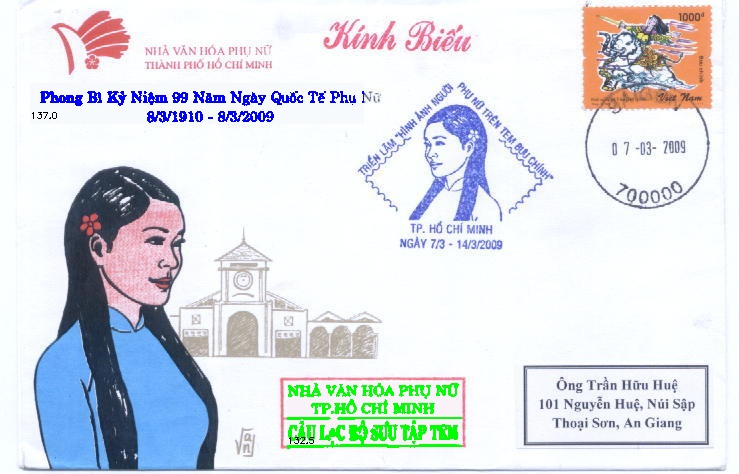 NHÀ VĂN HÓA PHỤ NỮ
THÀNH PHỐ HỒ CHÍ MINH
Kính Biếu
1000đ
Việt Nam
Phong Bì Kỷ Niệm 99 Năm Ngày Quốc Tế Phụ Nữ
8/3/1910 - 8/3/2009
137.0
TRIỂN LÃM "HÌNH ẢNH NGƯỜI PHỤ NỮ TRÊN TEM BƯU CHÍNH"
TP. HỒ CHÍ MINH
NGÀY 7/3 - 14/3/2009
07-03-2009
700000
NHÀ VĂN HÓA PHỤ NỮ
TP.HỒ CHÍ MINH
CÂU LẠC BỘ SƯU TẬP TEM
132.5
Ông Trần Hữu Huệ
101 Nguyễn Huệ, Núi Sập
Thoại Sơn, An Giang